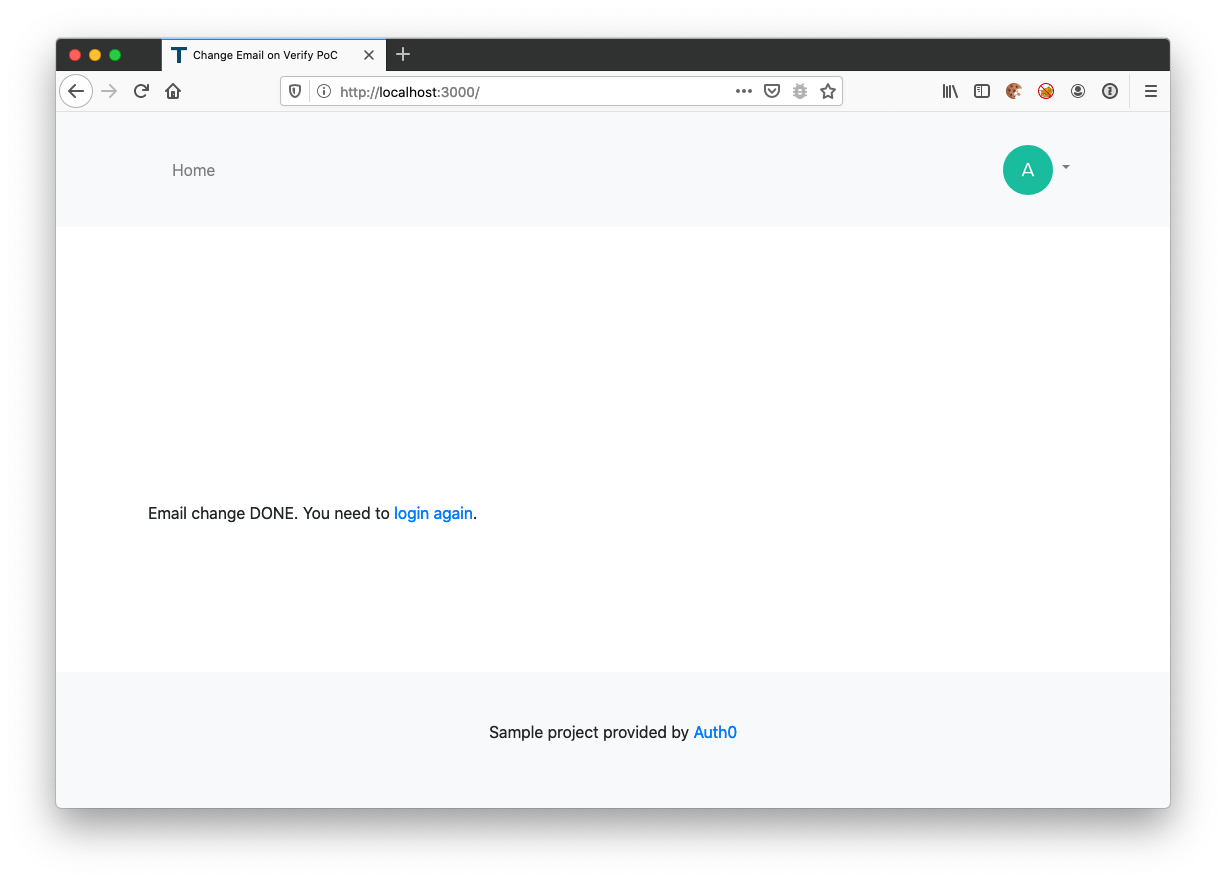 Change Email on Verify PoC
http://localhost:3000/
Home
A
Email change DONE. You need to login again.
Sample project provided by Auth0